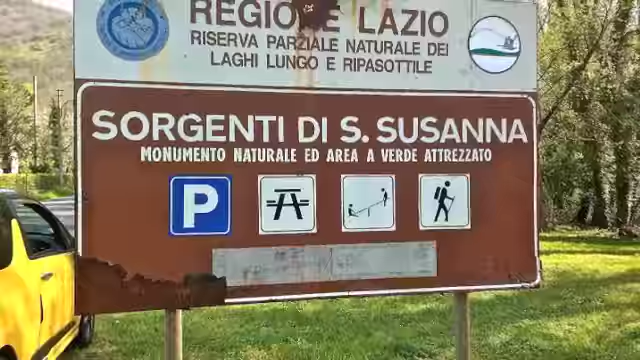 REGIONE LAZIO
RISERVA PARZIALE NATURALE DEI
LAGHI LUNGO E RIPASOTTILE
SORGENTI DI S. SUSANNA
MONUMENTO NATURALE ED AREA A VERDE ATTREZZATO
P